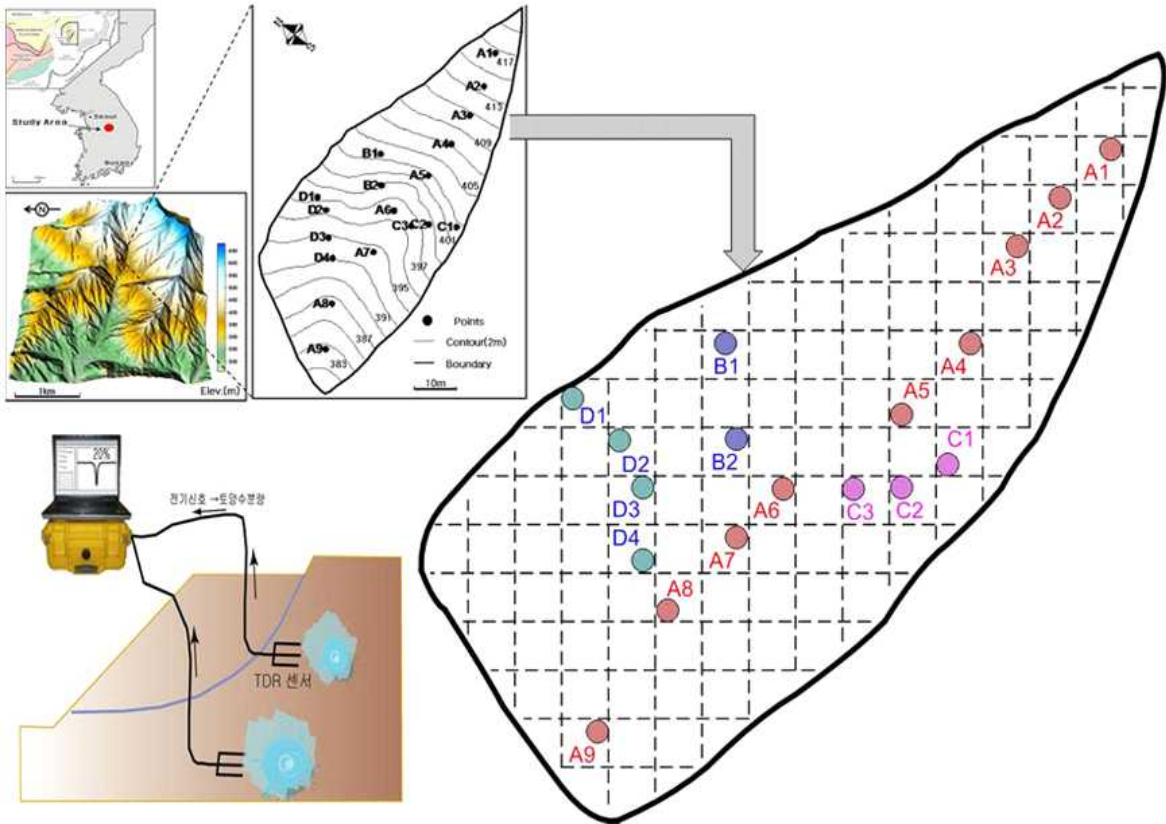 Seoul
Study Area
Busan
N
1km
Elev.(m)
N
S
A1
417
A2
413
A3
409
A4
B1
405
A5
B2
D1
D2
A6
C3
C2
C1
401
D3
D4
A7
397
395
A8
391
387
A9
383
Points
Contour(2m)
Boundary
10m
20%
전기신호 →토양수분량
TDR 센서
A1
A2
A3
A4
B1
A5
D1
C1
D2
B2
D3
A6
C3
C2
D4
A7
A8
A9